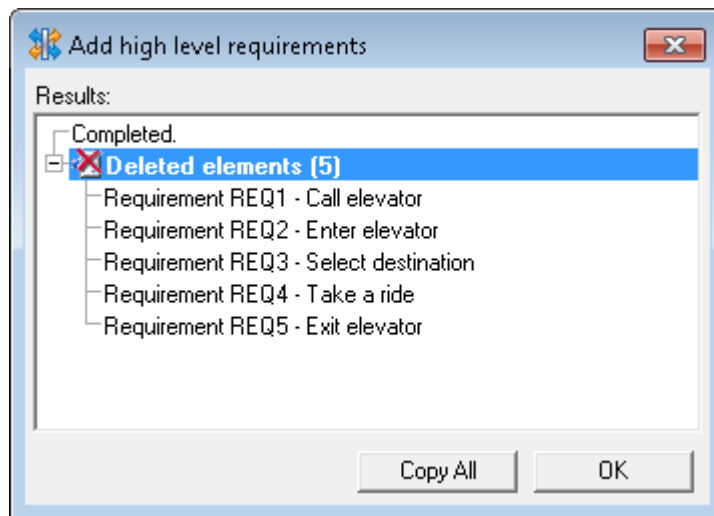 Add high level requirements
Results:
Completed.
Deleted elements (5)
Requirement REQ1 - Call elevator
Requirement REQ2 - Enter elevator
Requirement REQ3 - Select destination
Requirement REQ4 - Take a ride
Requirement REQ5 - Exit elevator
Copy All
OK